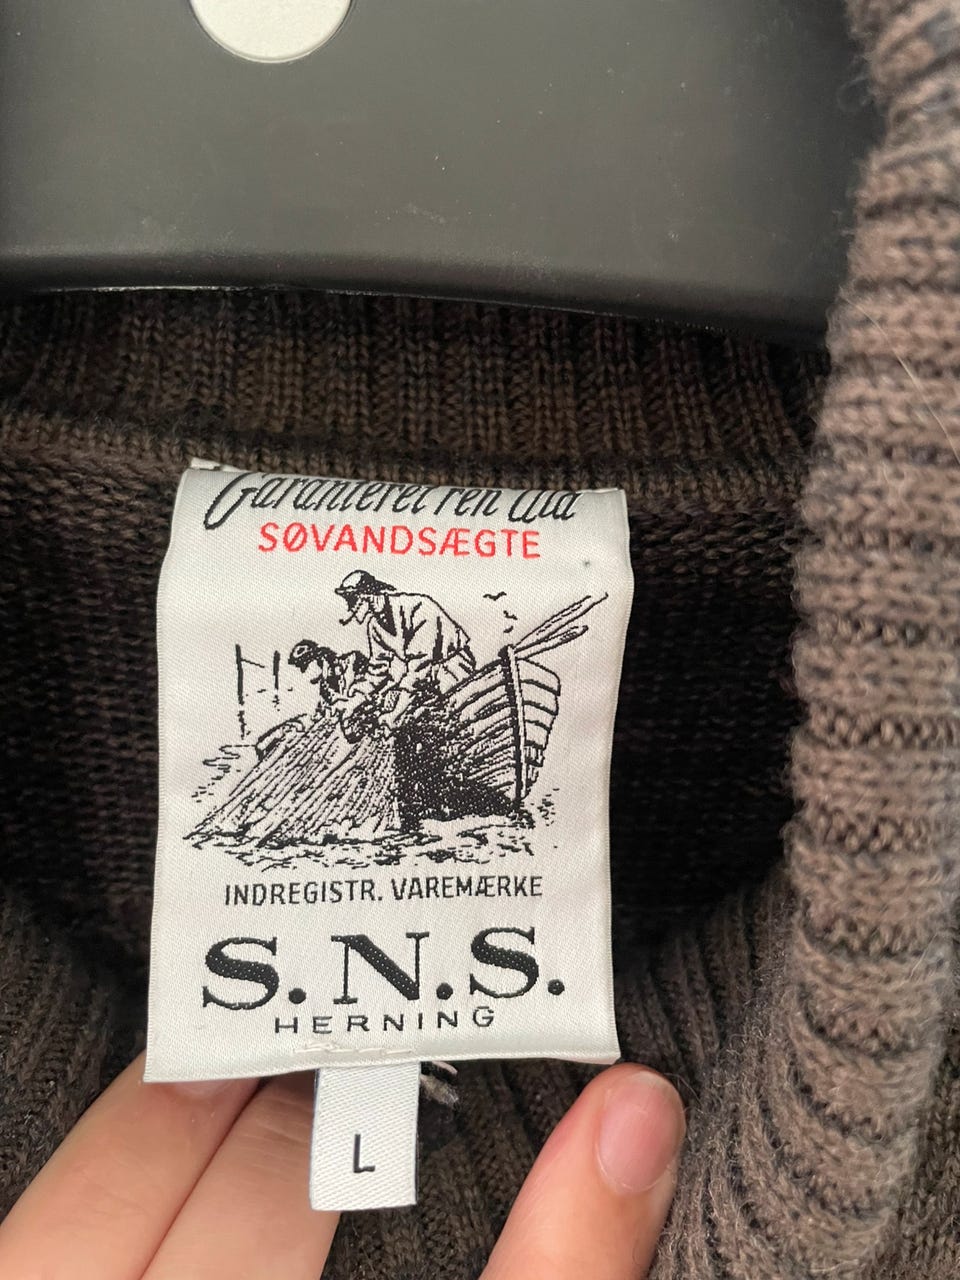 Garanteret ren Uld
SØVANDSÆGTE
INDREGISTR. VAREMÆRKE
S.N.S.
HERNING
L